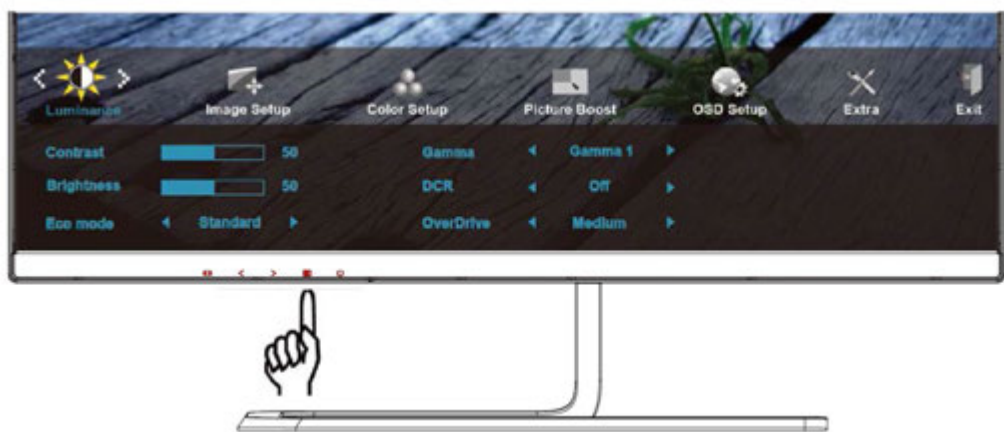 Luminance Image Setup Color Setup Picture Boost OSD Setup Extra Exit
Contrast 50 Gamma Gamma 1
Brightness 50 DCR Off
Eco mode Standard OverDrive Medium